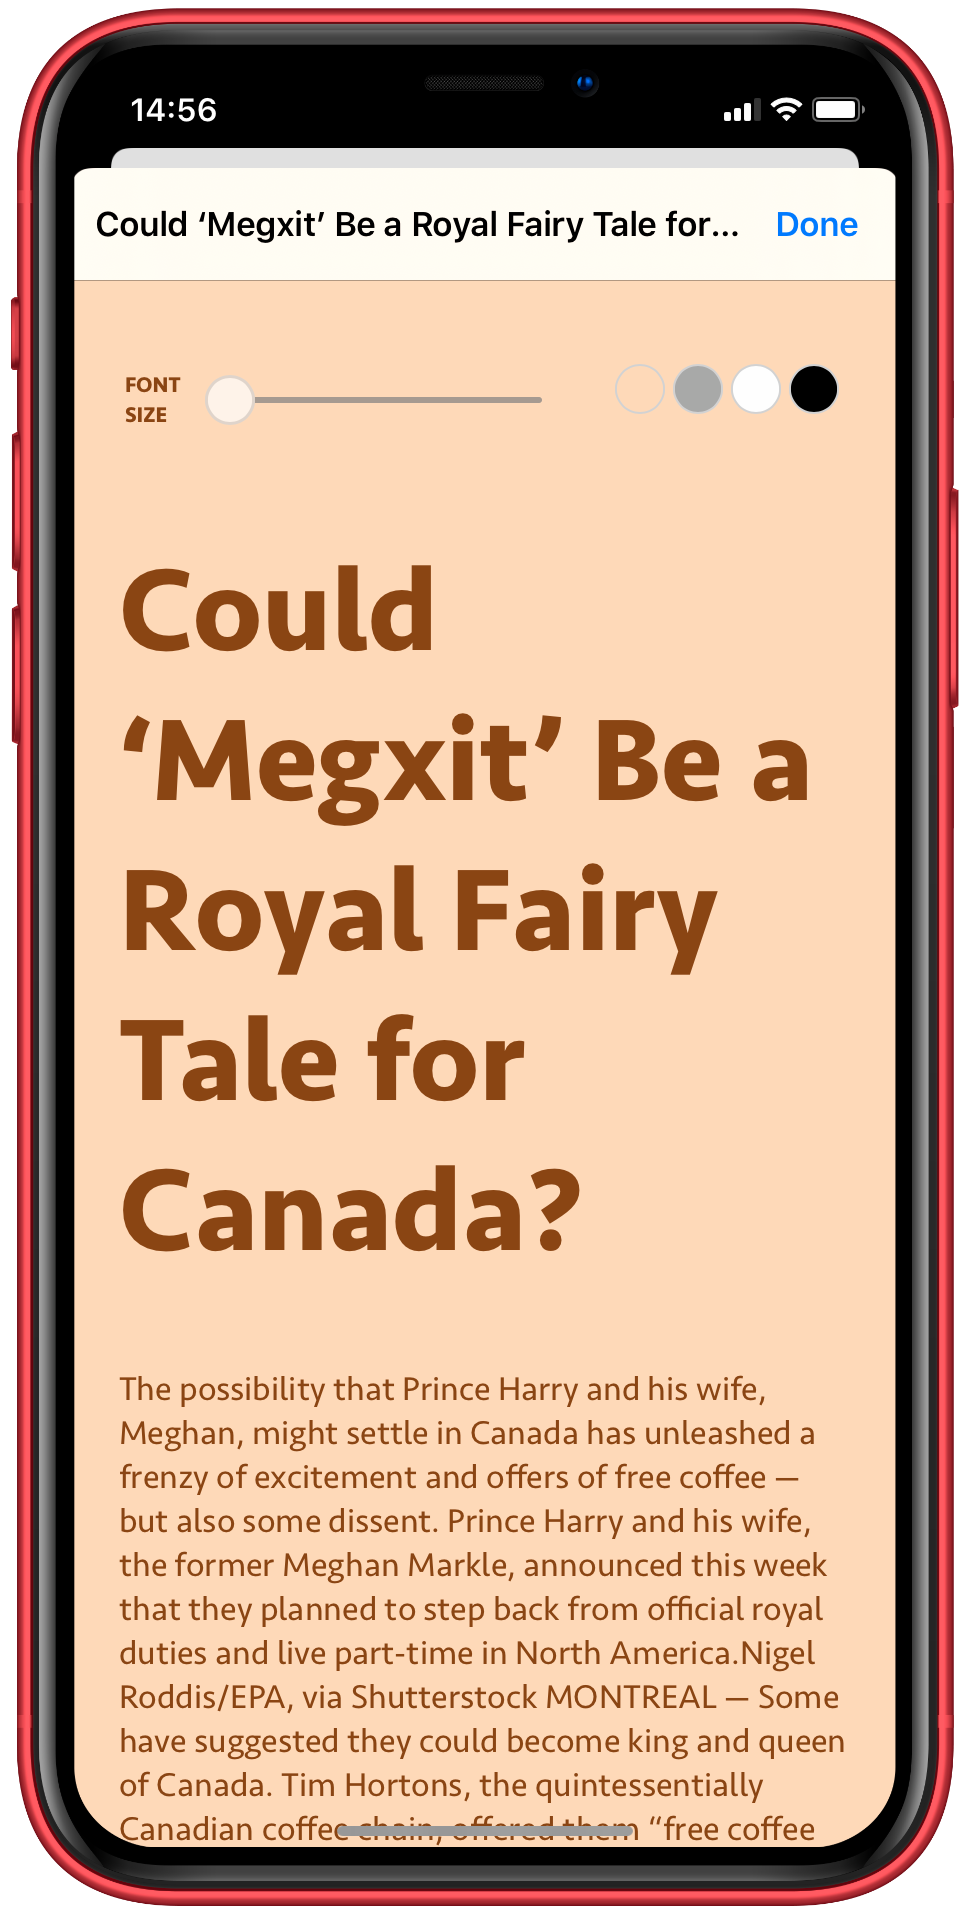 14:56
Could ‘Megxit’ Be a Royal Fairy Tale for...
Done
FONT
SIZE
Could
‘Megxit’ Be a
Royal Fairy
Tale for
Canada?
The possibility that Prince Harry and his wife,
Meghan, might settle in Canada has unleashed a
frenzy of excitement and offers of free coffee —
but also some dissent. Prince Harry and his wife,
the former Meghan Markle, announced this week
that they planned to step back from official royal
duties and live part-time in North America.Nigel
Roddis/EPA, via Shutterstock MONTREAL — Some
have suggested they could become king and queen
of Canada. Tim Hortons, the quintessentially
Canadian coffee chain, offered them “free coffee